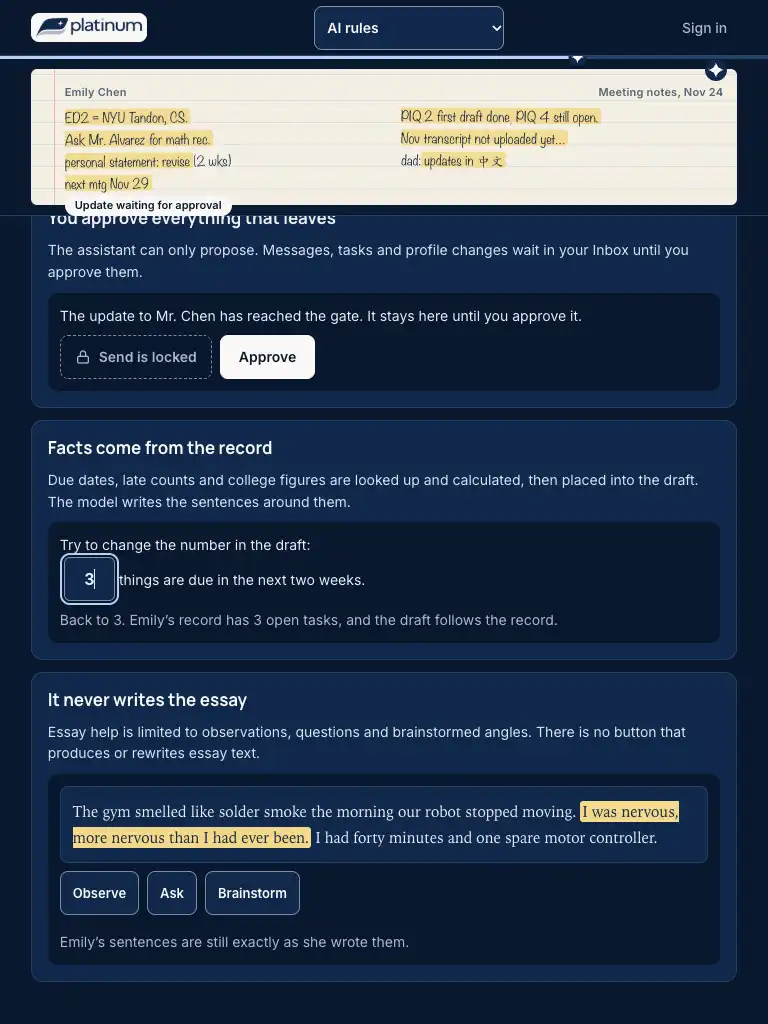 platinum
AI rules
Sign in
Emily Chen
Meeting notes, Nov 24
ED2 = NYU Tandon, CS.
Ask Mr. Alvarez for math rec.
personal statement: revise (2 wks)
next mtg Nov 29
PIQ 2 first draft done, PIQ 4 still open.
Nov transcript not uploaded yet...
dad: updates in 中文
Update waiting for approval
You approve everything that leaves
The assistant can only propose. Messages, tasks and profile changes wait in your Inbox until you
approve them.
The update to Mr. Chen has reached the gate. It stays here until you approve it.
Send is locked
Approve
Facts come from the record
Due dates, late counts and college figures are looked up and calculated, then placed into the draft.
The model writes the sentences around them.
Try to change the number in the draft:
3 things are due in the next two weeks.
Back to 3. Emily’s record has 3 open tasks, and the draft follows the record.
It never writes the essay
Essay help is limited to observations, questions and brainstormed angles. There is no button that
produces or rewrites essay text.
The gym smelled like solder smoke the morning our robot stopped moving. I was nervous,
more nervous than I had ever been. I had forty minutes and one spare motor controller.
Observe
Ask
Brainstorm
Emily’s sentences are still exactly as she wrote them.